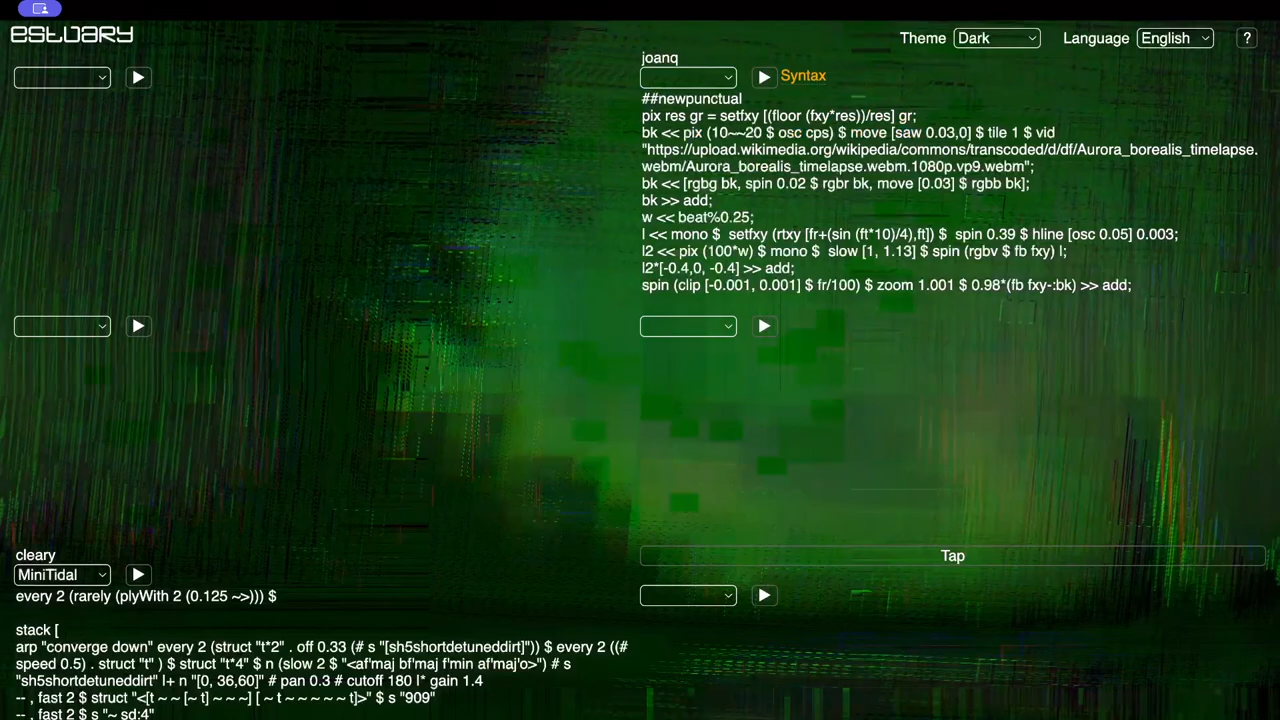 estuary
Theme Dark Language English ?
joanq
Syntax
##newpunctual
pix res gr = setfxy [(floor (fxy*res))/res] gr;
bk << pix (10~~20 $ osc cps) $ move [saw 0.03,0] $ tile 1 $ vid
"https://upload.wikimedia.org/wikipedia/commons/transcoded/d/df/Aurora_borealis_timelapse.
webm/Aurora_borealis_timelapse.webm.1080p.vp9.webm";
bk << [rgbg bk, spin 0.02 $ rgbr bk, move [0.03] $ rgbb bk];
bk >> add;
w << beat%0.25;
l << mono $  setfxy (rtxy [fr+(sin (ft*10)/4),ft]) $  spin 0.39 $ hline [osc 0.05] 0.003;
l2 << pix (100*w) $ mono $  slow [1, 1.13] $ spin (rgbv $ fb fxy) l;
l2*[-0.4,0, -0.4] >> add;
spin (clip [-0.001, 0.001] $ fr/100) $ zoom 1.001 $ 0.98*(fb fxy-:bk) >> add;
Tap
cleary
MiniTidal
every 2 (rarely (plyWith 2 (0.125 ~>))) $
stack [
arp "converge down" every 2 (struct "t*2" . off 0.33 (# s "[sh5shortdetuneddirt]")) $ every 2 ((#
speed 0.5) . struct "t" ) $ struct "t*4" $ n (slow 2 $ "<af'maj bf'maj f'min af'maj'o>") # s
"sh5shortdetuneddirt" |+ n "[0, 36,60]" # pan 0.3 # cutoff 180 |* gain 1.4
-- , fast 2 $ struct "<[t ~ ~ [~ t] ~ ~ ~] [ ~ t ~ ~ ~ ~ ~ t]>" $ s "909"
-- , fast 2 $ s "~ sd:4"